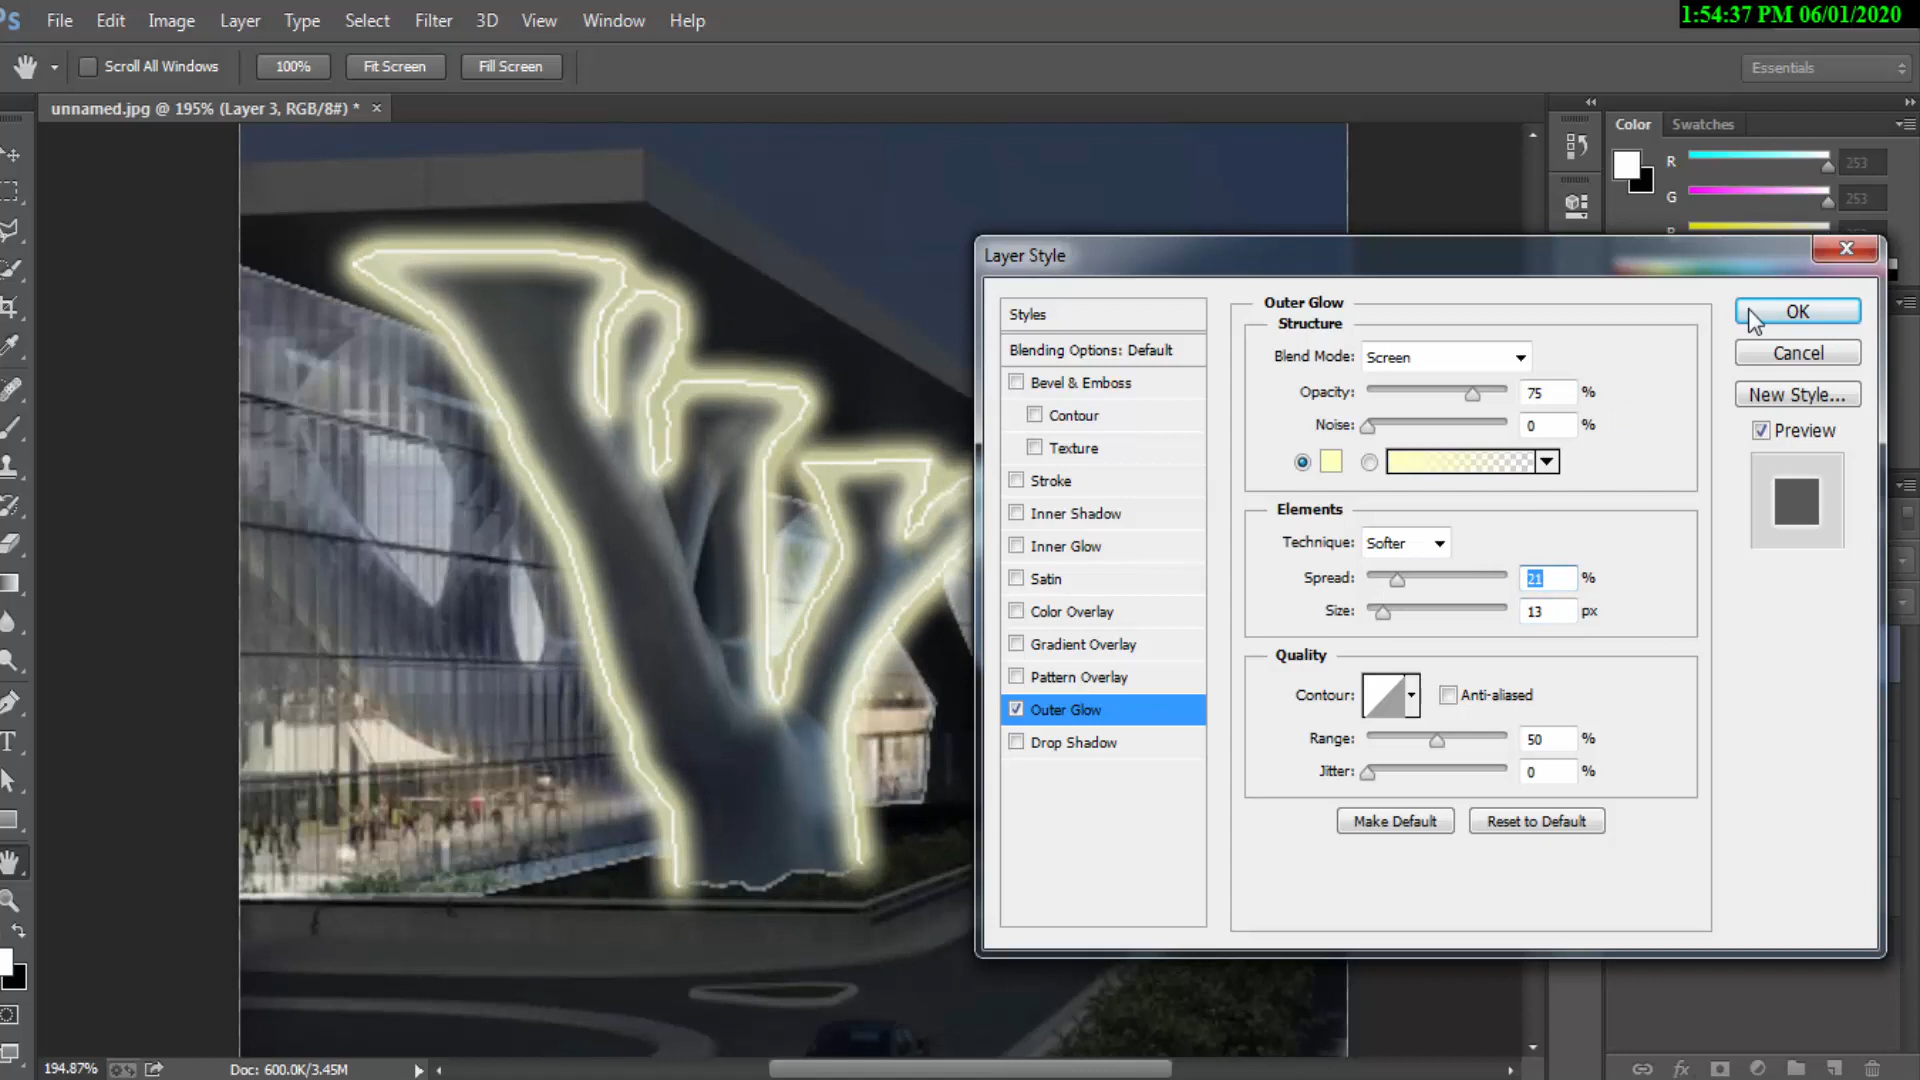 Ps File Edit Image Layer Type Select Filter 3D View Window Help
1:54:37 PM 06/01/2020
Scroll All Windows 100% Fit Screen Fill Screen
Essentials
unnamed.jpg @ 195% (Layer 3, RGB/8#) * ×
Color Swatches
R 253
G 253
Layer Style
Styles
Blending Options: Default
Bevel & Emboss
Contour
Texture
Stroke
Inner Shadow
Inner Glow
Satin
Color Overlay
Gradient Overlay
Pattern Overlay
Outer Glow
Drop Shadow
Outer Glow
Structure
Blend Mode: Screen
Opacity: 75 %
Noise: 0 %
Elements
Technique: Softer
Spread: 21 %
Size: 13 px
Quality
Contour: Anti-aliased
Range: 50 %
Jitter: 0 %
Make Default Reset to Default
OK
Cancel
New Style...
Preview
194.87% Doc: 600.0K/3.45M